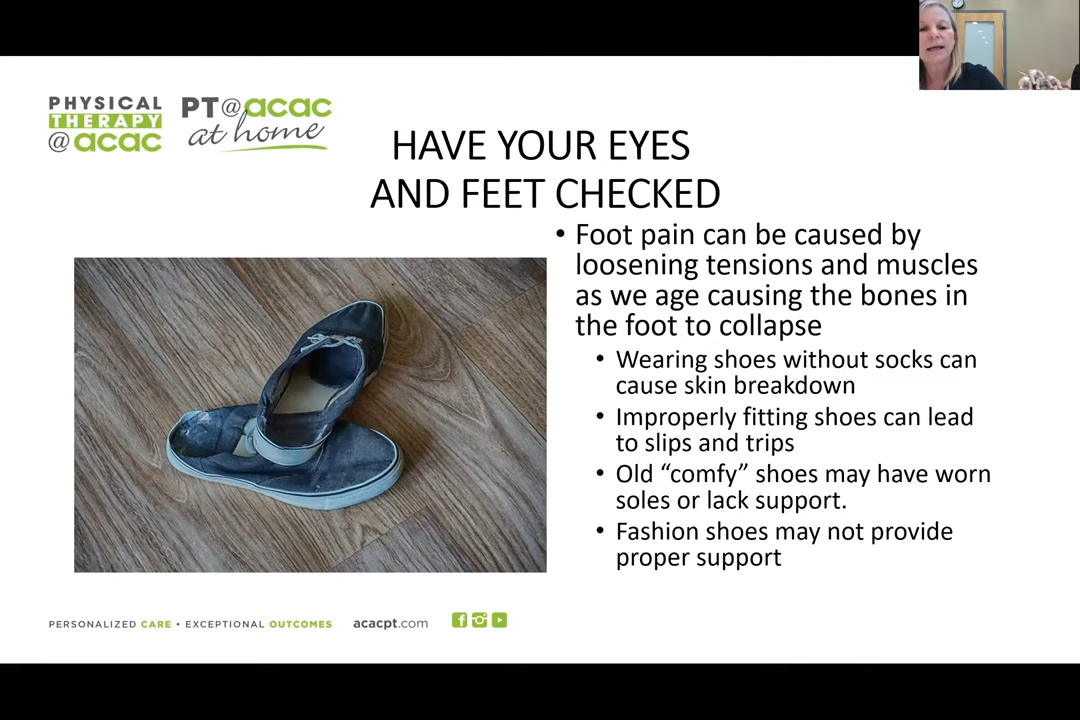 PHYSICAL
THERAPY
@acac
PT@acac
at home
HAVE YOUR EYES
AND FEET CHECKED
• Foot pain can be caused by
loosening tensions and muscles
as we age causing the bones in
the foot to collapse
• Wearing shoes without socks can
cause skin breakdown
• Improperly fitting shoes can lead
to slips and trips
• Old “comfy” shoes may have worn
soles or lack support.
• Fashion shoes may not provide
proper support
PERSONALIZED CARE • EXCEPTIONAL OUTCOMES acacpt.com